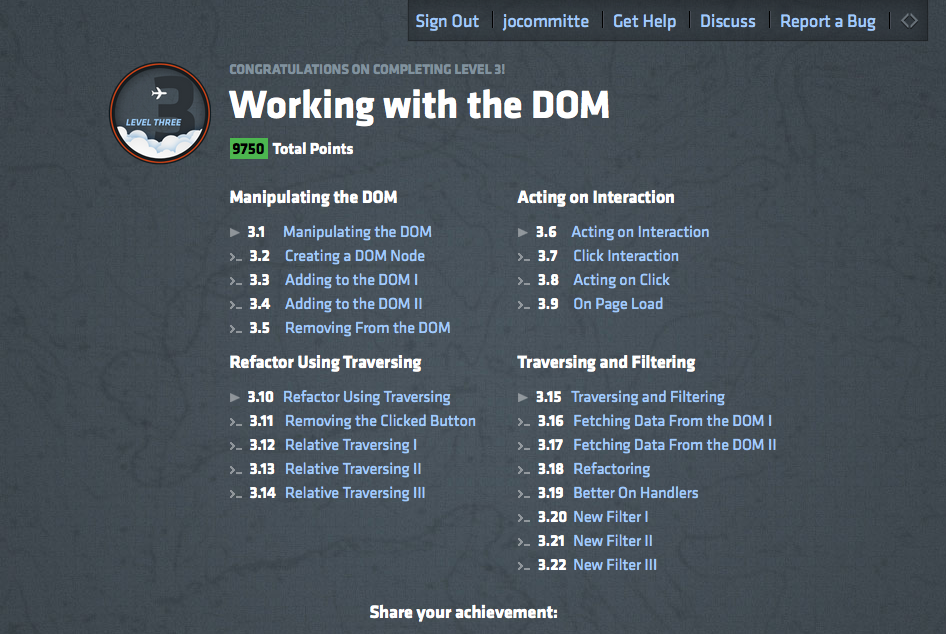 Sign Out jocommitte Get Help Discuss Report a Bug
CONGRATULATIONS ON COMPLETING LEVEL 3!
Working with the DOM
3
LEVEL THREE
9750 Total Points
Manipulating the DOM
3.1 Manipulating the DOM
3.2 Creating a DOM Node
3.3 Adding to the DOM I
3.4 Adding to the DOM II
3.5 Removing From the DOM
Acting on Interaction
3.6 Acting on Interaction
3.7 Click Interaction
3.8 Acting on Click
3.9 On Page Load
Refactor Using Traversing
3.10 Refactor Using Traversing
3.11 Removing the Clicked Button
3.12 Relative Traversing I
3.13 Relative Traversing II
3.14 Relative Traversing III
Traversing and Filtering
3.15 Traversing and Filtering
3.16 Fetching Data From the DOM I
3.17 Fetching Data From the DOM II
3.18 Refactoring
3.19 Better On Handlers
3.20 New Filter I
3.21 New Filter II
3.22 New Filter III
Share your achievement: